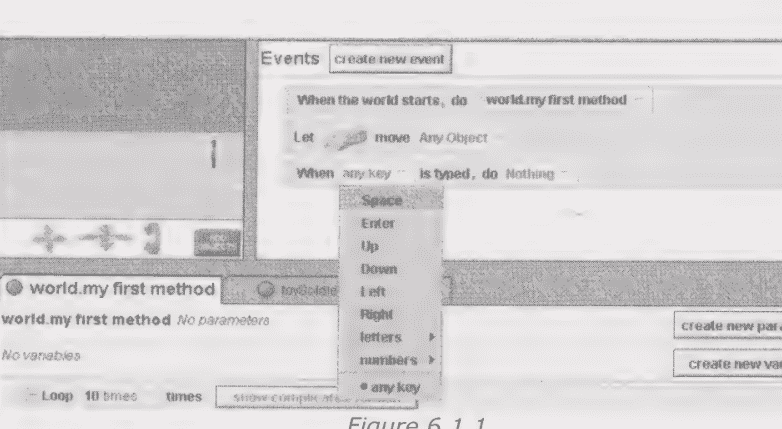 Events create new event
When the world starts, do world.my first method
Let move Any Object
When any key is typed, do Nothing
Space
Enter
Up
Down
Left
Right
letters
numbers
any key
world.my first method
world.my first method No parameters
create new para
No variables
create new va
Loop 10 times times
Figure 6.1.1